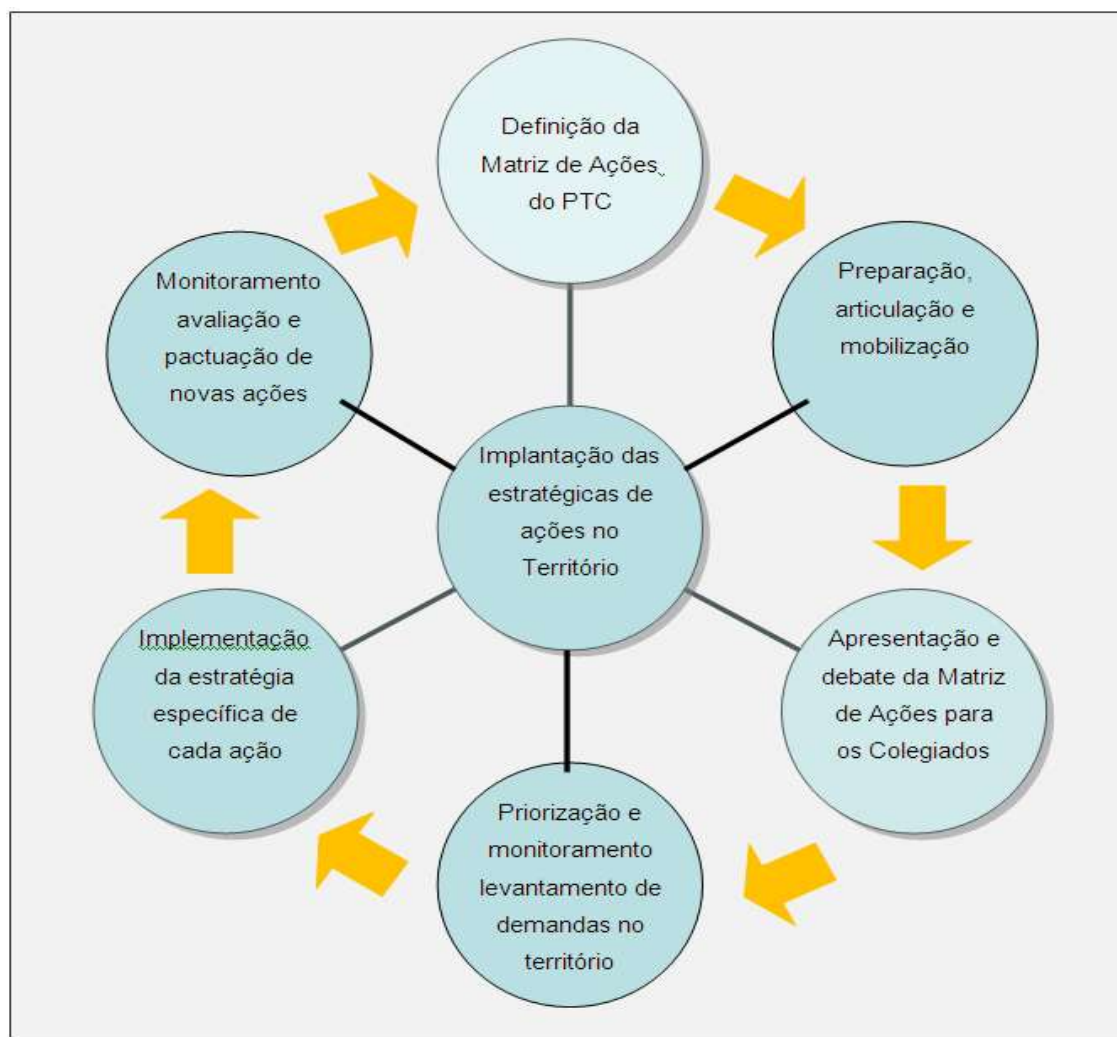 Definição da
Matriz de Ações
do PTC
Preparação,
articulação e
mobilização
Apresentação e
debate da Matriz
de Ações para
os Colegiados
Priorização e
monitoramento
levantamento de
demandas no
território
Implementação
da estratégia
específica de
cada ação
Monitoramento
avaliação e
pactuação de
novas ações
Implantação das
estratégicas de
ações no
Território